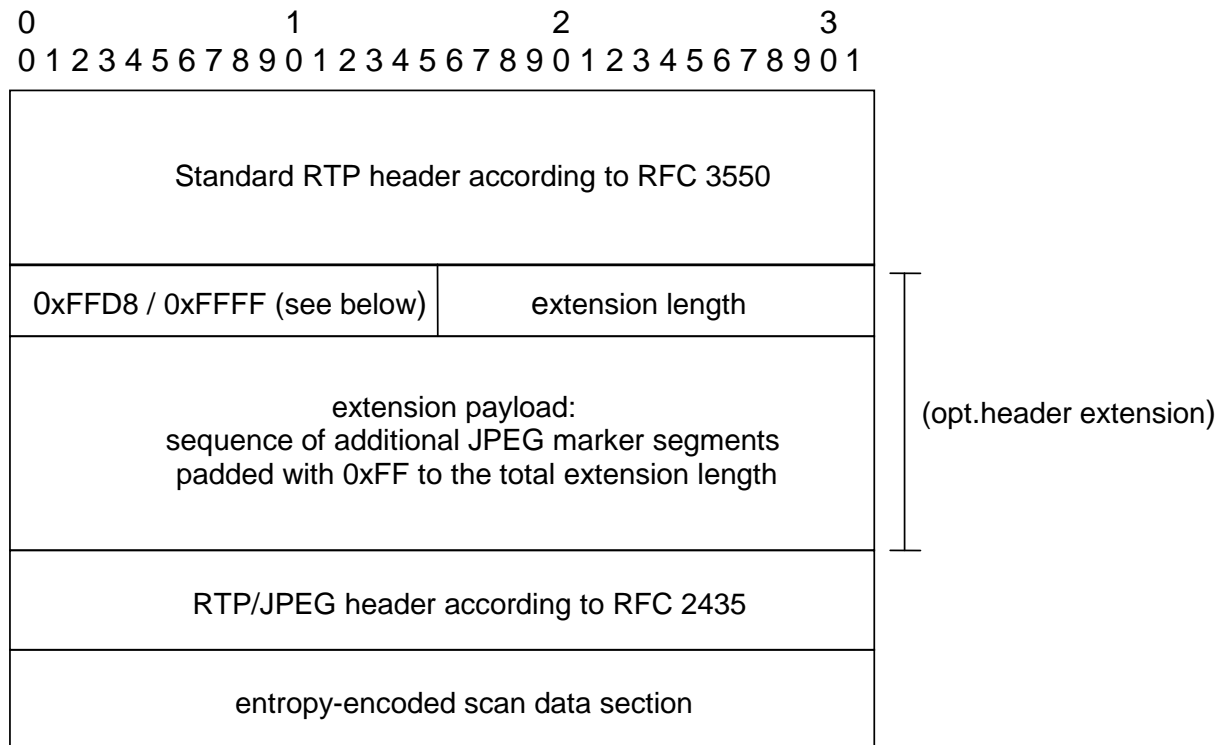 0 1 2 3
0 1 2 3 4 5 6 7 8 9 0 1 2 3 4 5 6 7 8 9 0 1 2 3 4 5 6 7 8 9 0 1
Standard RTP header according to RFC 3550
0xFFD8 / 0xFFFF (see below) extension length
extension payload:
sequence of additional JPEG marker segments
padded with 0xFF to the total extension length
(opt.header extension)
RTP/JPEG header according to RFC 2435
entropy-encoded scan data section